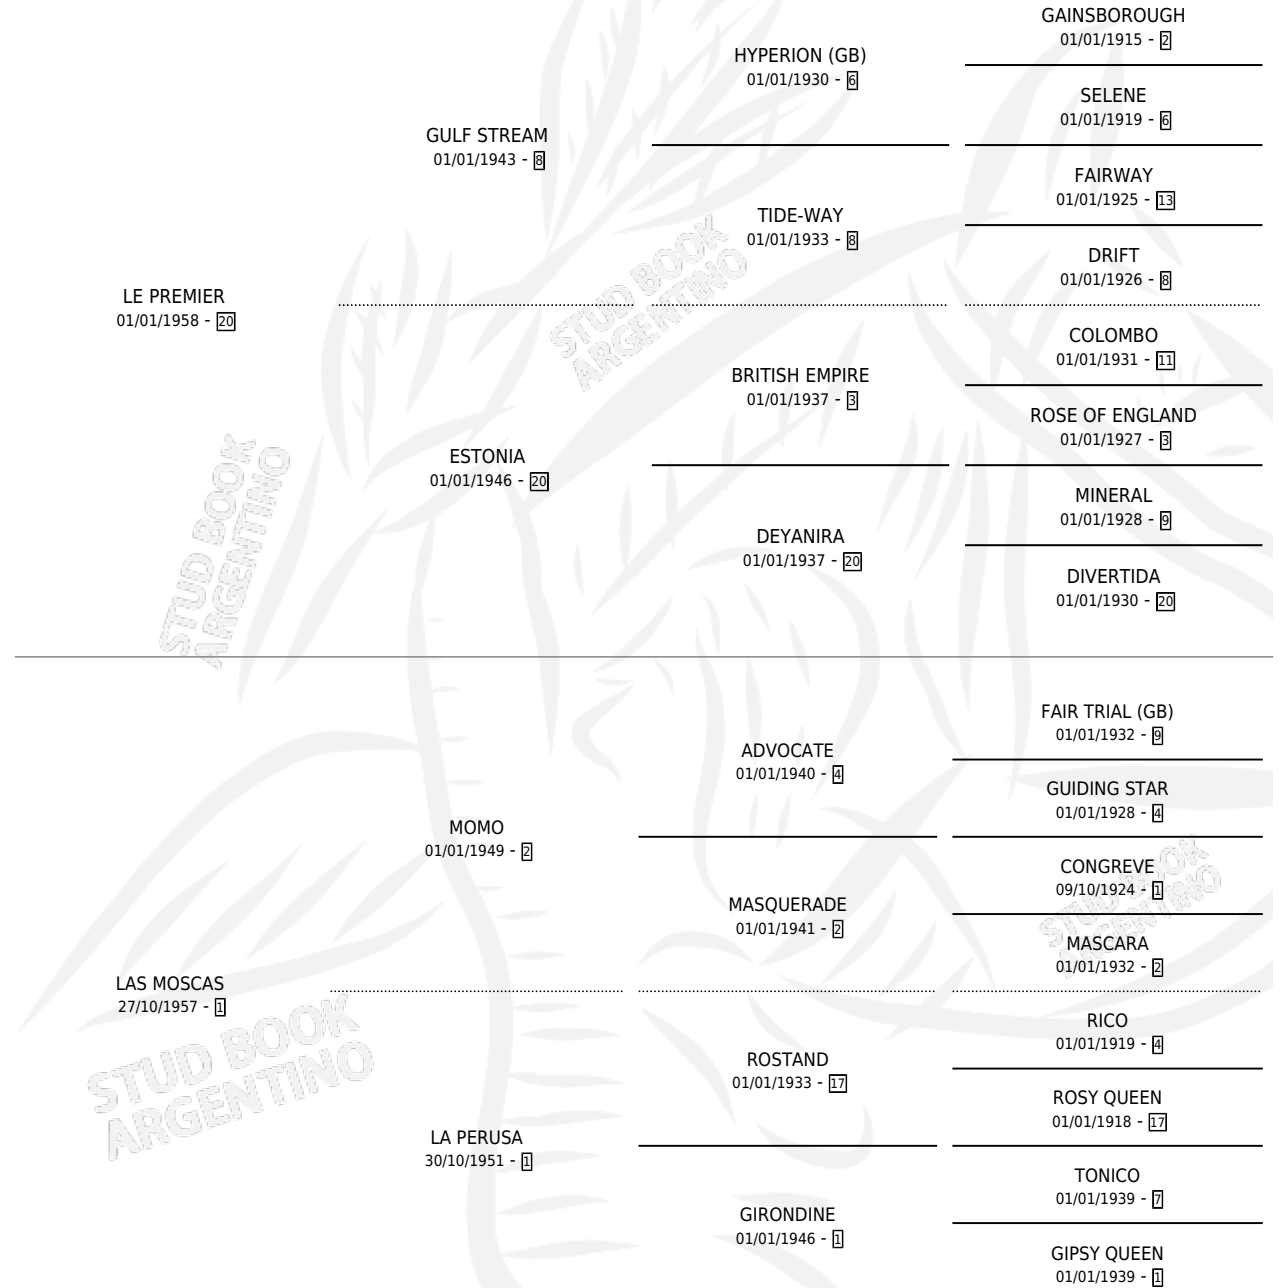 GAINSBOROUGH
01/01/1915 - 2
HYPERION (GB)
01/01/1930 - 6
SELENE
01/01/1919 - 6
GULF STREAM
01/01/1943 - 8
FAIRWAY
01/01/1925 - 13
TIDE-WAY
01/01/1933 - 8
DRIFT
01/01/1926 - 8
LE PREMIER
01/01/1958 - 20
COLOMBO
01/01/1931 - 11
BRITISH EMPIRE
01/01/1937 - 3
ROSE OF ENGLAND
01/01/1927 - 3
ESTONIA
01/01/1946 - 20
MINERAL
01/01/1928 - 9
DEYANIRA
01/01/1937 - 20
DIVERTIDA
01/01/1930 - 20
FAIR TRIAL (GB)
01/01/1932 - 9
ADVOCATE
01/01/1940 - 4
GUIDING STAR
01/01/1928 - 4
MOMO
01/01/1949 - 2
CONGREVE
09/10/1924 - 1
MASQUERADE
01/01/1941 - 2
MASCARA
01/01/1932 - 2
LAS MOSCAS
27/10/1957 - 1
RICO
01/01/1919 - 4
ROSTAND
01/01/1933 - 17
ROSY QUEEN
01/01/1918 - 17
LA PERUSA
30/10/1951 - 1
TONICO
01/01/1939 - 7
GIRONDINE
01/01/1946 - 1
GIPSY QUEEN
01/01/1939 - 1
STUD BOOK
ARGENTINO
STUD BOOK
ARGENTINO
STUD BOOK
ARGENTINO
STUD BOOK
ARGENTINO